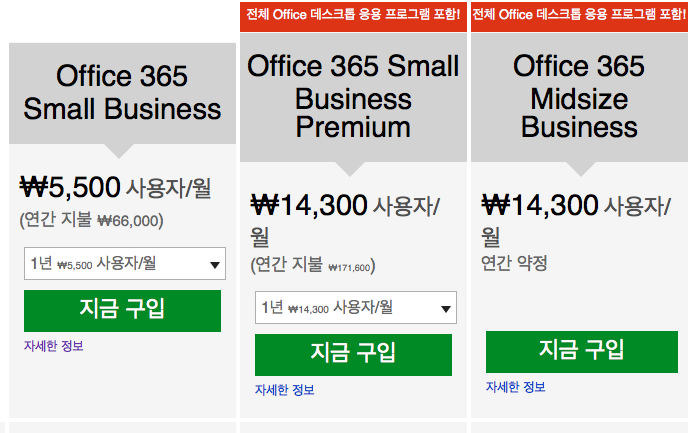 Office 365
Small Business
₩5,500 사용자/월
(연간 지불 ₩66,000)
1년 ₩5,500 사용자/월
지금 구입
자세한 정보
전체 Office 데스크톱 응용 프로그램 포함!
Office 365 Small
Business
Premium
₩14,300 사용자/
월
(연간 지불 ₩171,600)
1년 ₩14,300 사용자/월
지금 구입
자세한 정보
전체 Office 데스크톱 응용 프로그램 포함!
Office 365
Midsize
Business
₩14,300 사용자/
월
연간 약정
지금 구입
자세한 정보